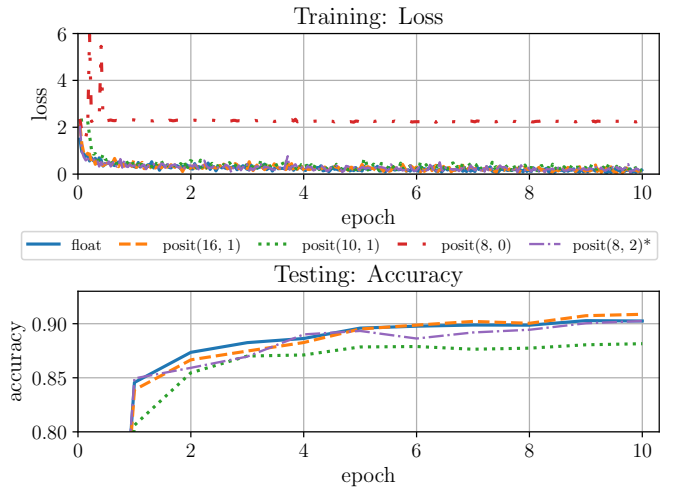 Training: Loss
6
4
2
0
loss
0 2 4 6 8 10
epoch
float posit(16, 1) posit(10, 1) posit(8, 0) posit(8, 2)*
Testing: Accuracy
0.90
0.85
0.80
accuracy
0 2 4 6 8 10
epoch